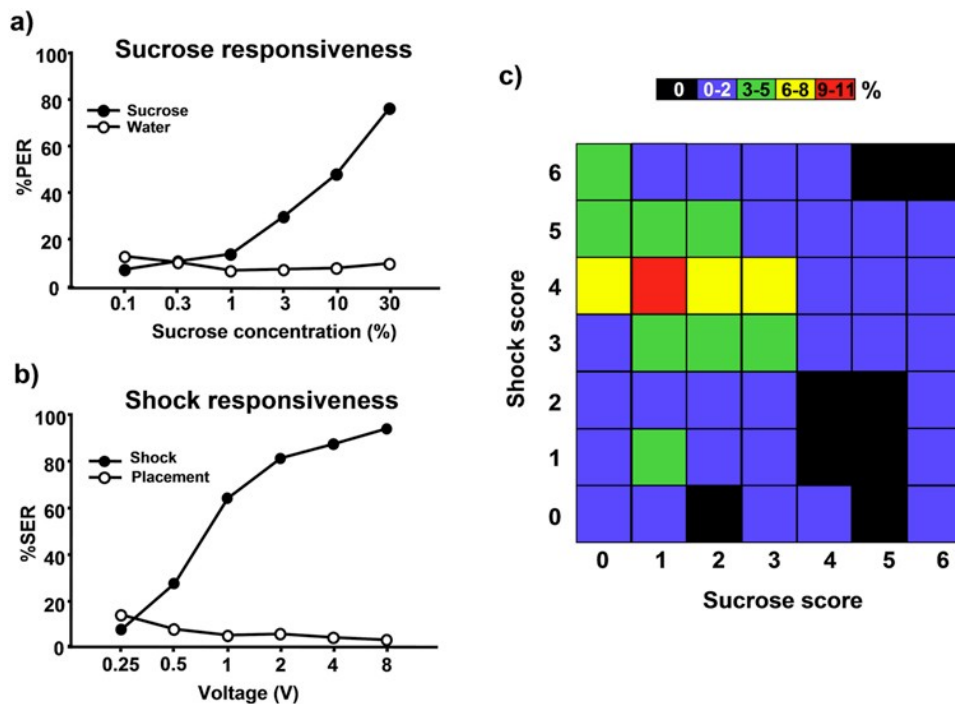 a)
Sucrose responsiveness
100
80
60
40
20
0
%PER
Sucrose
Water
0.1 0.3 1 3 10 30
Sucrose concentration (%)
b)
Shock responsiveness
100
80
60
40
20
0
%SER
Shock
Placement
0.25 0.5 1 2 4 8
Voltage (V)
c)
0 0-2 3-5 6-8 9-11 %
Shock score
6
5
4
3
2
1
0
0 1 2 3 4 5 6
Sucrose score